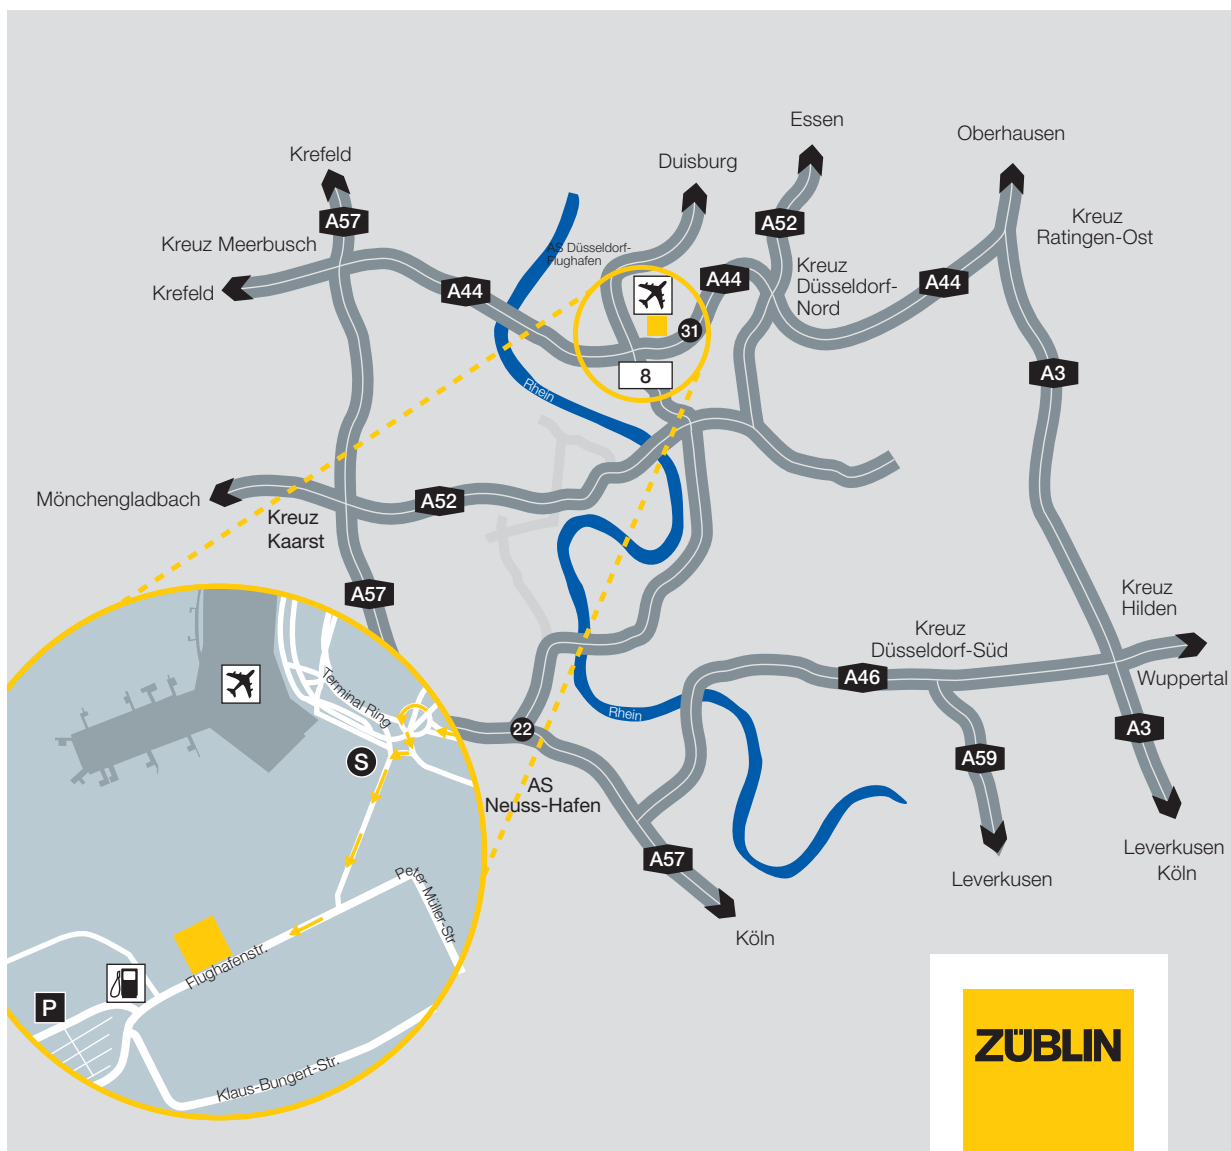 Essen
Oberhausen
Krefeld
Duisburg
A57
A52
Kreuz
Ratingen-Ost
Kreuz Meerbusch
AS Düsseldorf-
Flughafen
Kreuz
Düsseldorf-
Nord
Krefeld
A44
A44
A44
31
8
A3
Rhein
Mönchengladbach
A52
Kreuz
Kaarst
A57
Kreuz
Hilden
Kreuz
Düsseldorf-Süd
A46
Wuppertal
Terminal Ring
Rhein
22
A3
S
A59
AS
Neuss-Hafen
A57
Leverkusen
Köln
Leverkusen
Peter Müller-Str
Köln
Flughafenstr.
P
Klaus-Bungert-Str.
ZÜBLIN